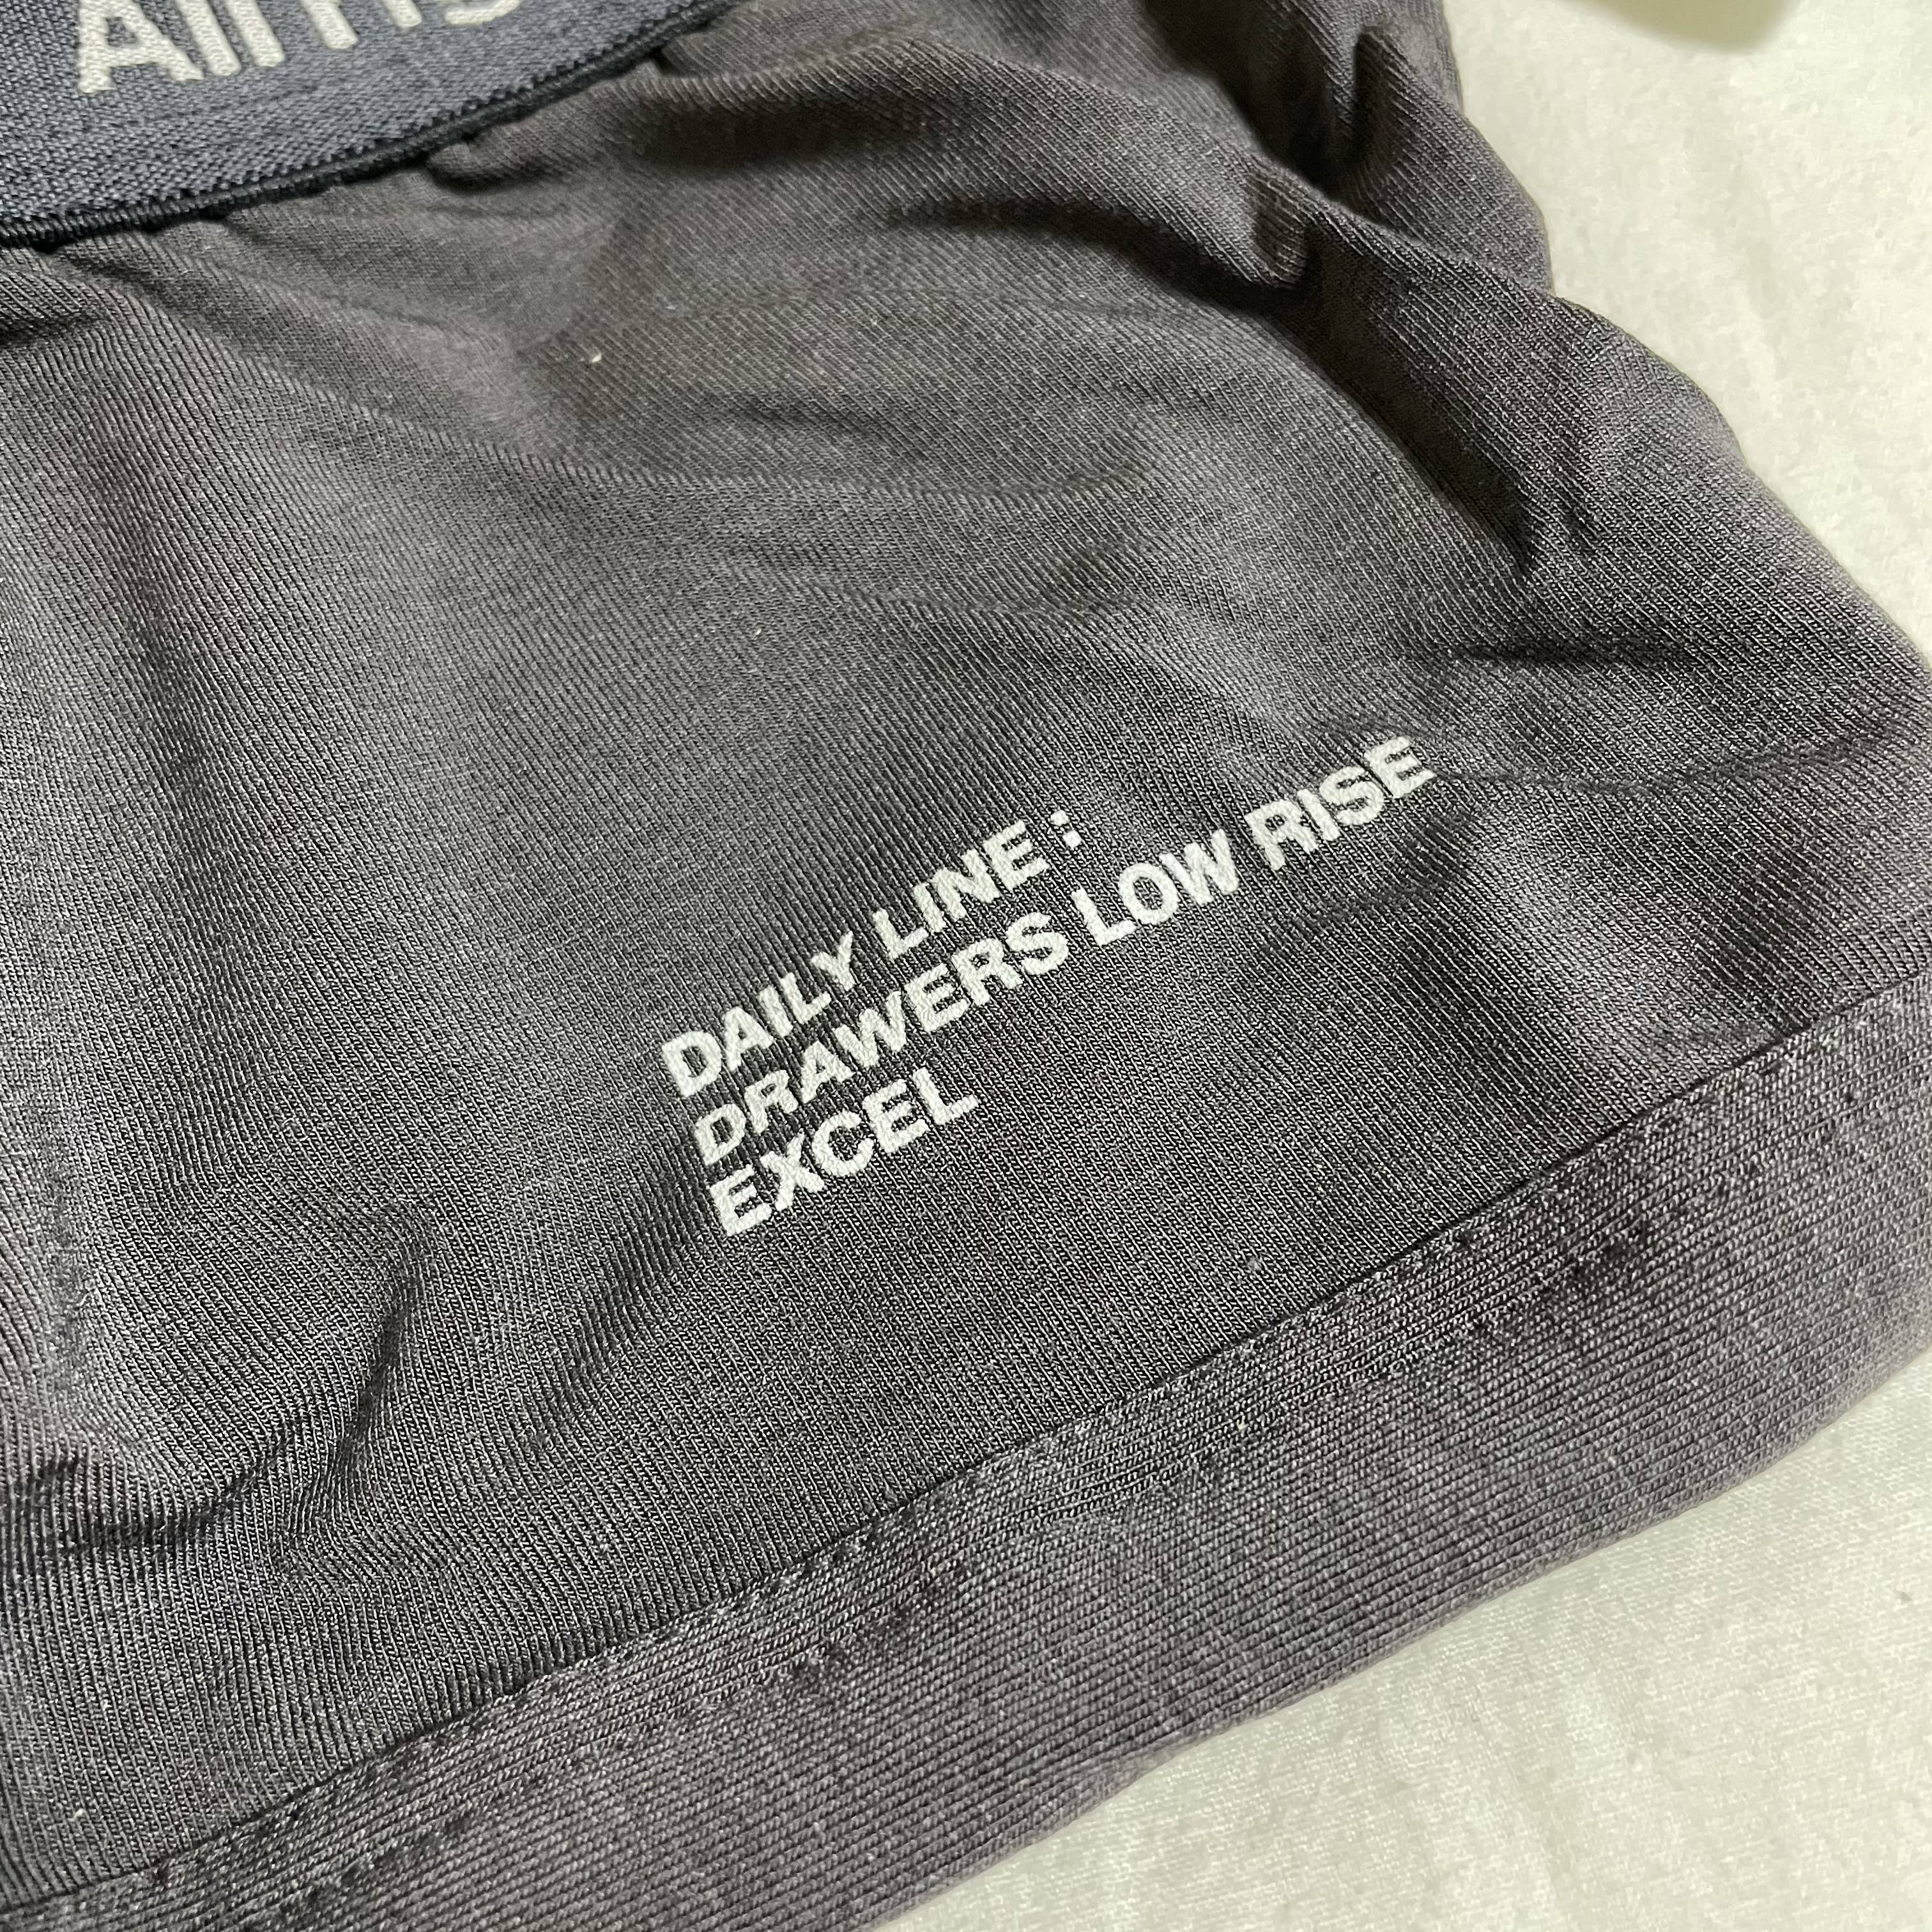 DAILY LINE :
DRAWERS LOW RISE
EXCEL